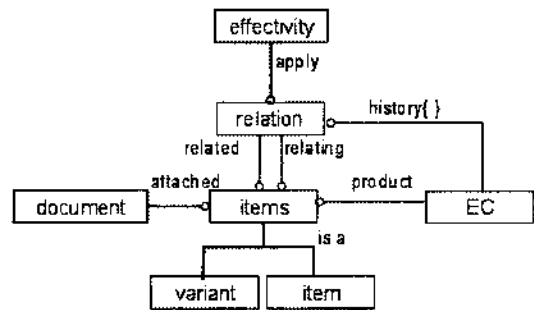 effectivity
apply
relation
history{ }
related
relating
attached
product
document
items
EC
is a
variant
item